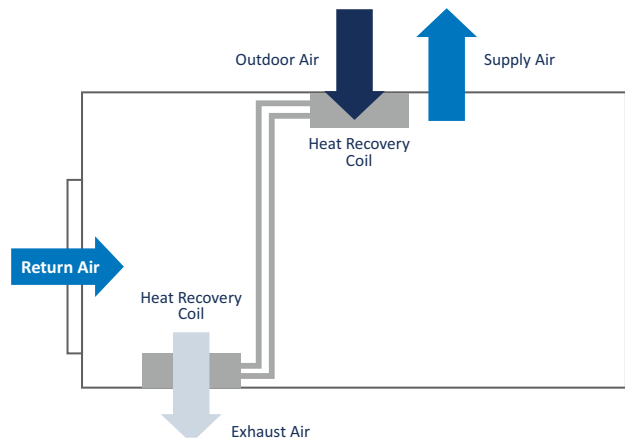 Outdoor Air
Supply Air
Heat Recovery
Coil
Return Air
Heat Recovery
Coil
Exhaust Air